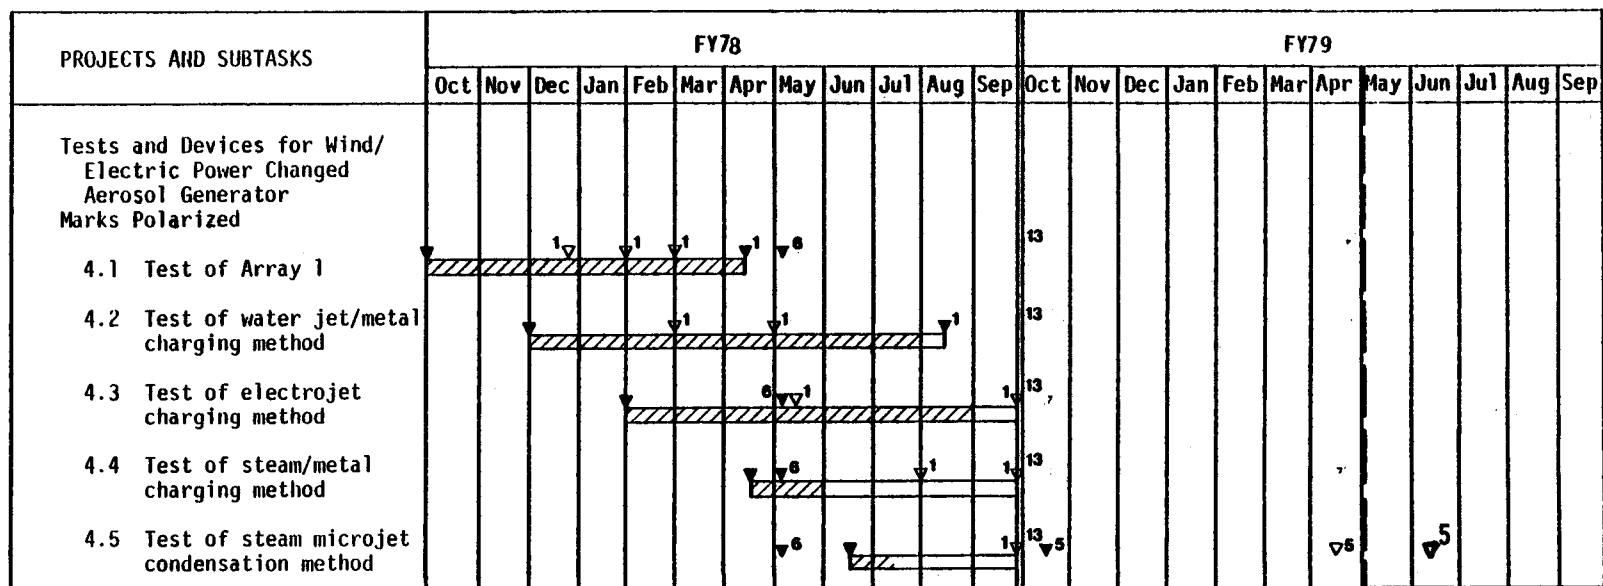 PROJECTS AND SUBTASKS
FY78
FY79
Oct Nov Dec Jan Feb Mar Apr May Jun Jul Aug Sep Oct Nov Dec Jan Feb Mar Apr May Jun Jul Aug Sep
Tests and Devices for Wind/
Electric Power Changed
Aerosol Generator
Marks Polarized
1 1 1 1 6 13
4.1 Test of Array 1
1 1 1 13
4.2 Test of water jet/metal
charging method
6 1 1 13
4.3 Test of electrojet
charging method
6 1 1 13
4.4 Test of steam/metal
charging method
6 1 13 5 5 5
4.5 Test of steam microjet
condensation method